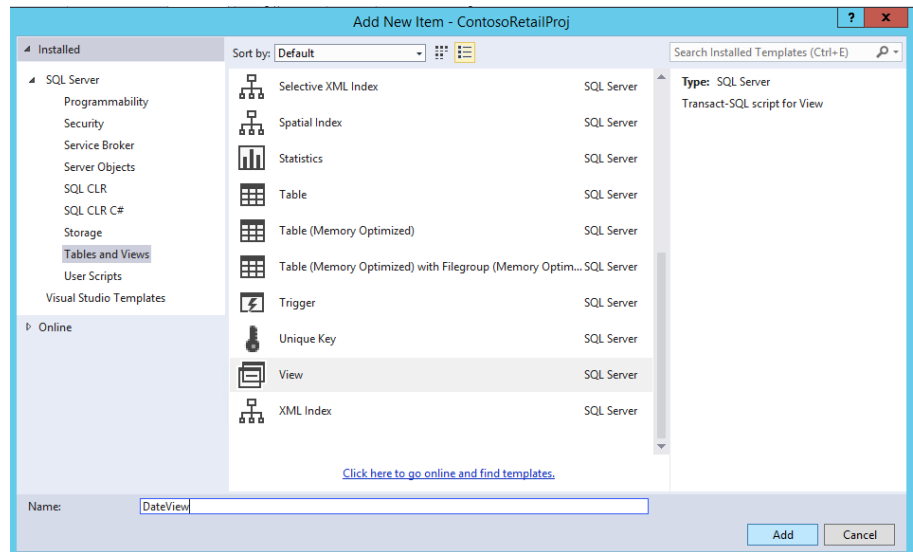 Add New Item - ContosoRetailProj
? x
Installed
Sort by: Default
Search Installed Templates (Ctrl+E)
SQL Server
Programmability
Security
Service Broker
Server Objects
SQL CLR
SQL CLR C#
Storage
Tables and Views
User Scripts
Visual Studio Templates
Online
Selective XML Index SQL Server
Spatial Index SQL Server
Statistics SQL Server
Table SQL Server
Table (Memory Optimized) SQL Server
Table (Memory Optimized) with Filegroup (Memory Optim... SQL Server
Trigger SQL Server
Unique Key SQL Server
View SQL Server
XML Index SQL Server
Click here to go online and find templates.
Type: SQL Server
Transact-SQL script for View
Name: DateView
Add Cancel